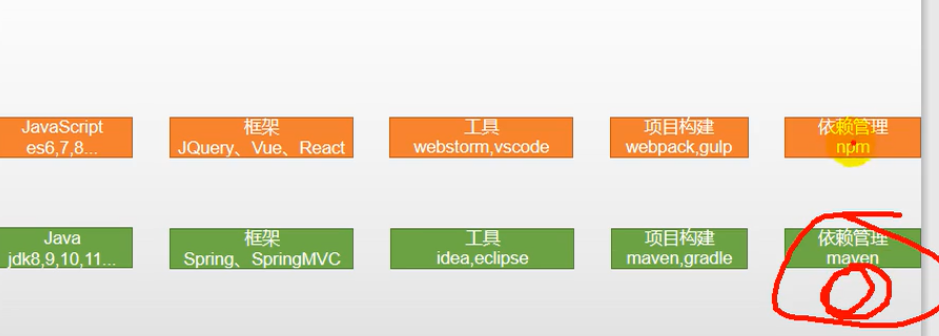 JavaScript
es6,7,8...
框架
JQuery、Vue、React
工具
webstorm,vscode
项目构建
webpack,gulp
依赖管理
npm
Java
jdk8,9,10,11...
框架
Spring、SpringMVC
工具
idea,eclipse
项目构建
maven,gradle
依赖管理
maven